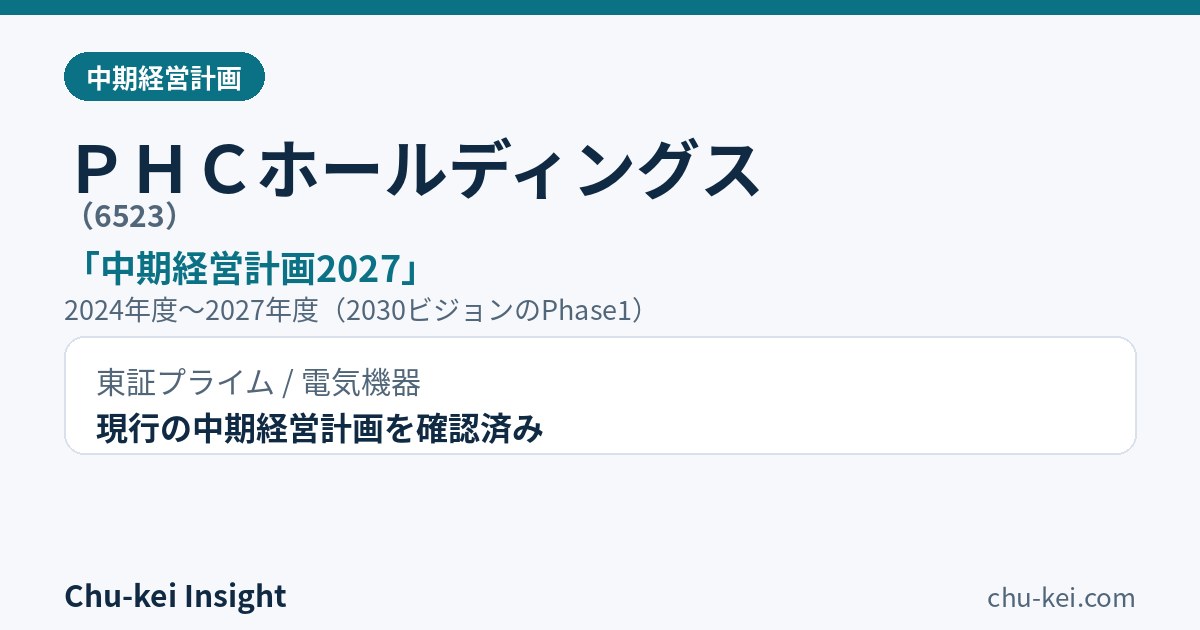 中期経営計画
ＰＨＣホールディングス
（6523）
「中期経営計画2027」
2024年度～2027年度（2030ビジョンのPhase1）
東証プライム / 電気機器
現行の中期経営計画を確認済み
Chu-kei Insight
chu-kei.com